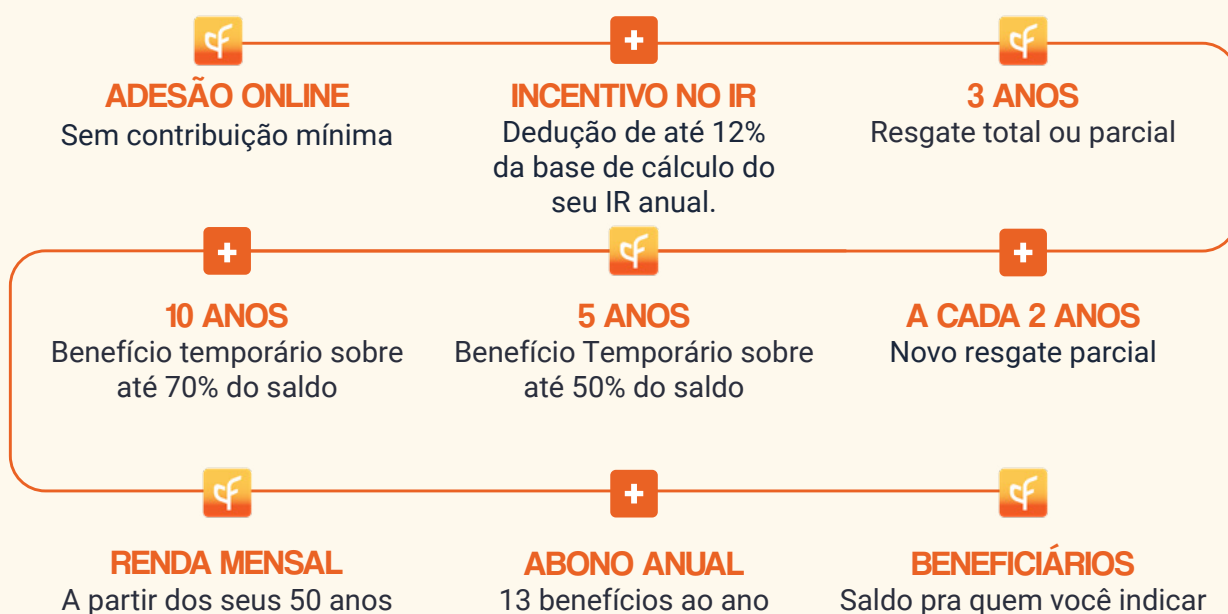 ADESÃO ONLINE
Sem contribuição mínima
INCENTIVO NO IR
Dedução de até 12%
da base de cálculo do
seu IR anual.
3 ANOS
Resgate total ou parcial
10 ANOS
Benefício temporário sobre
até 70% do saldo
5 ANOS
Benefício Temporário sobre
até 50% do saldo
A CADA 2 ANOS
Novo resgate parcial
RENDA MENSAL
A partir dos seus 50 anos
ABONO ANUAL
13 benefícios ao ano
BENEFICIÁRIOS
Saldo pra quem você indicar